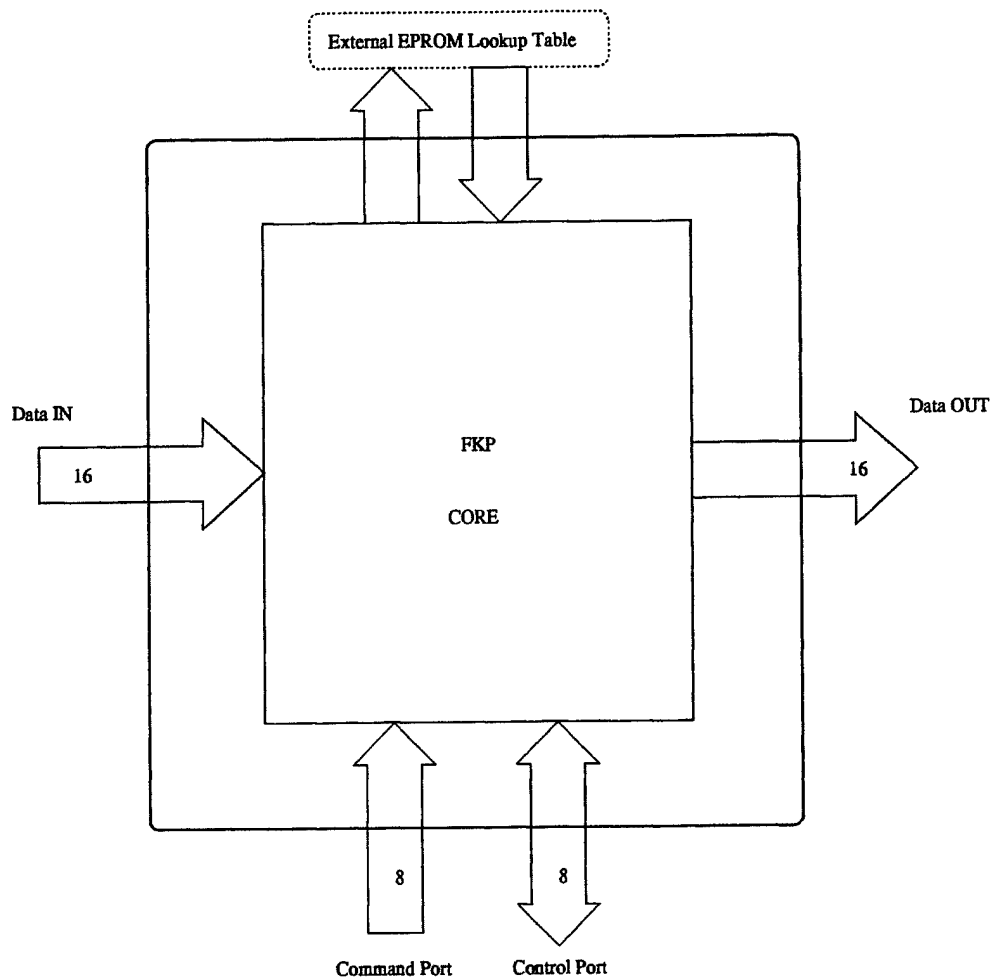 External EPROM Lookup Table
Data IN
Data OUT
16
FKP
16
CORE
8
8
Command Port
Control Port